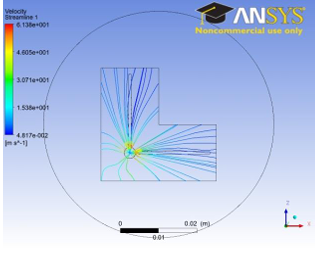 Velocity
Streamline 1
6.138e+001
4.605e+001
3.071e+001
1.538e+001
4.817e-002
[m s^-1]
ANSYS
Noncommercial use only
0
0.02 (m)
0.01
Z
X